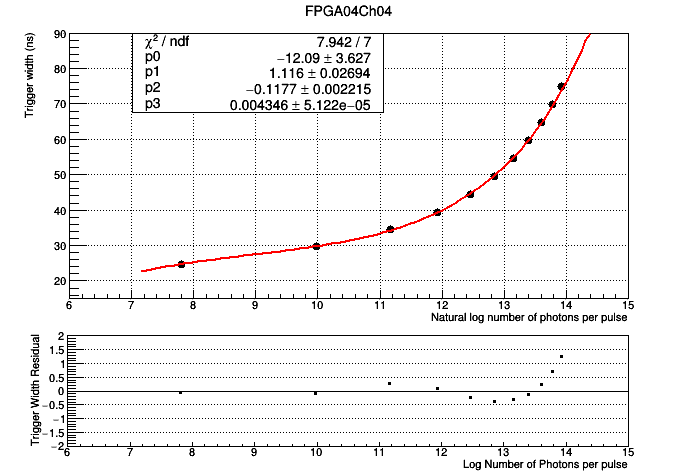 FPGA04Ch04
χ² / ndf 7.942 / 7
p0 −12.09 ± 3.627
p1 1.116 ± 0.02694
p2 −0.1177 ± 0.002215
p3 0.004346 ± 5.122e−05
Trigger width (ns)
90
80
70
60
50
40
30
20
6 7 8 9 10 11 12 13 14 15
Natural log number of photons per pulse
Trigger Width Residual
2
1.5
1
0.5
0
−0.5
−1
−1.5
−2
6 7 8 9 10 11 12 13 14 15
Log Number of Photons per pulse